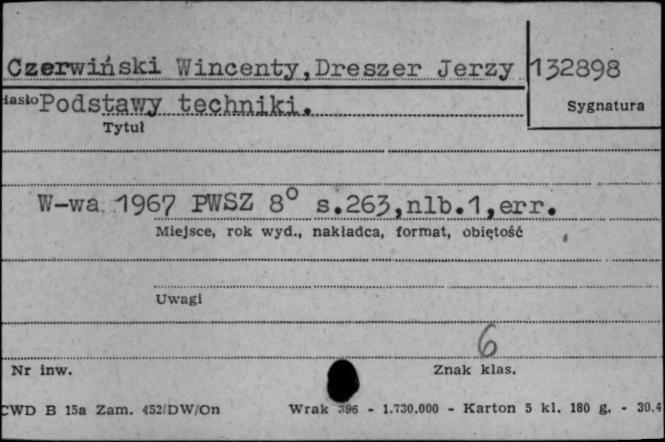 Czerwiński Wincenty,Dreszer Jerzy 132898
Hasło Podstawy techniki. Sygnatura
Tytuł
W-wa 1967 PWSZ 8° s.263,nlb.1,err.
Miejsce, rok wyd., nakładca, format, objętość
Uwagi
6
Nr inw. Znak klas.
CWD B 15a Zam. 452/DW/On Wrak 396 - 1.730.000 - Karton 5 kl. 180 g. - 30.4